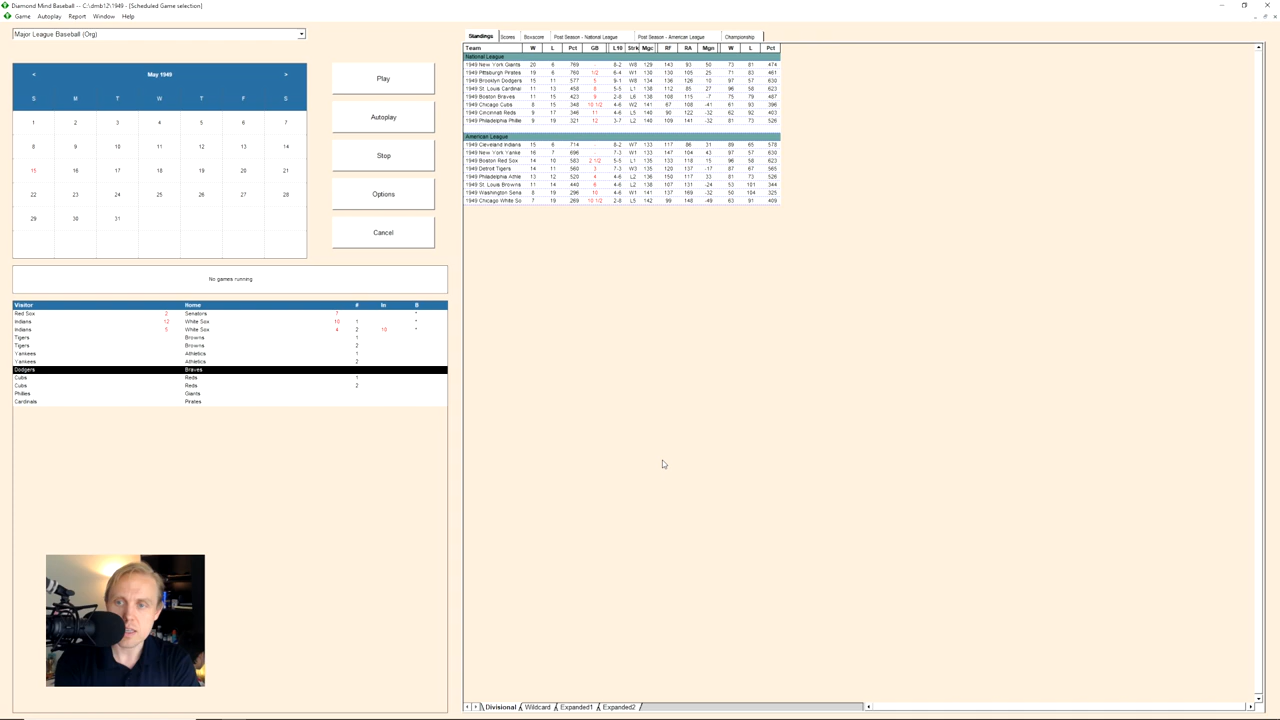 Diamond Mind Baseball -- C:\dmb12\1949 - [Scheduled Game selection]
Game Autoplay Report Window Help
Major League Baseball (Org)
< May 1949 >
S M T W T F S
1 2 3 4 5 6 7
8 9 10 11 12 13 14
15 16 17 18 19 20 21
22 23 24 25 26 27 28
29 30 31
Play
Autoplay
Stop
Options
Cancel
No games running
Visitor Home # In B
Red Sox 2 Senators 7 *
Indians 12 White Sox 10 1 *
Indians 5 White Sox 4 2 10 *
Tigers Browns 1
Tigers Browns 2
Yankees Athletics 1
Yankees Athletics 2
Dodgers Braves
Cubs Reds 1
Cubs Reds 2
Phillies Giants
Cardinals Pirates
Standings Scores Boxscore Post Season - National League Post Season - American League Championship
Team W L Pct GB L10 Strk Mgc RF RA Mgn W L Pct
National League
1949 New York Giants 20 6 769 - 8-2 W8 129 143 93 50 73 81 474
1949 Pittsburgh Pirates 19 6 760 1/2 6-4 W1 130 130 105 25 71 83 461
1949 Brooklyn Dodgers 15 11 577 5 9-1 W8 134 136 126 10 97 57 630
1949 St. Louis Cardinal 11 13 458 8 5-5 L1 138 112 85 27 96 58 623
1949 Boston Braves 11 15 423 9 2-8 L6 138 108 115 -7 75 79 487
1949 Chicago Cubs 8 15 348 10 1/2 4-6 W2 141 67 108 -41 61 93 396
1949 Cincinnati Reds 9 17 346 11 4-6 L5 140 90 122 -32 62 92 403
1949 Philadelphia Phillie 9 19 321 12 3-7 L2 140 109 141 -32 81 73 526
American League
1949 Cleveland Indians 15 6 714 - 8-2 W7 133 117 86 31 89 65 578
1949 New York Yanke 16 7 696 - 7-3 W1 133 147 104 43 97 57 630
1949 Boston Red Sox 14 10 583 2 1/2 5-5 L1 135 133 118 15 96 58 623
1949 Detroit Tigers 14 11 560 3 7-3 W3 135 120 137 -17 87 67 565
1949 Philadelphia Athle 13 12 520 4 4-6 L2 136 150 117 33 81 73 526
1949 St. Louis Browns 11 14 440 6 4-6 L2 138 107 131 -24 53 101 344
1949 Washington Sena 8 19 296 10 4-6 W1 141 137 169 -32 50 104 325
1949 Chicago White So 7 19 269 10 1/2 2-8 L5 142 99 148 -49 63 91 409
Divisional Wildcard Expanded1 Expanded2